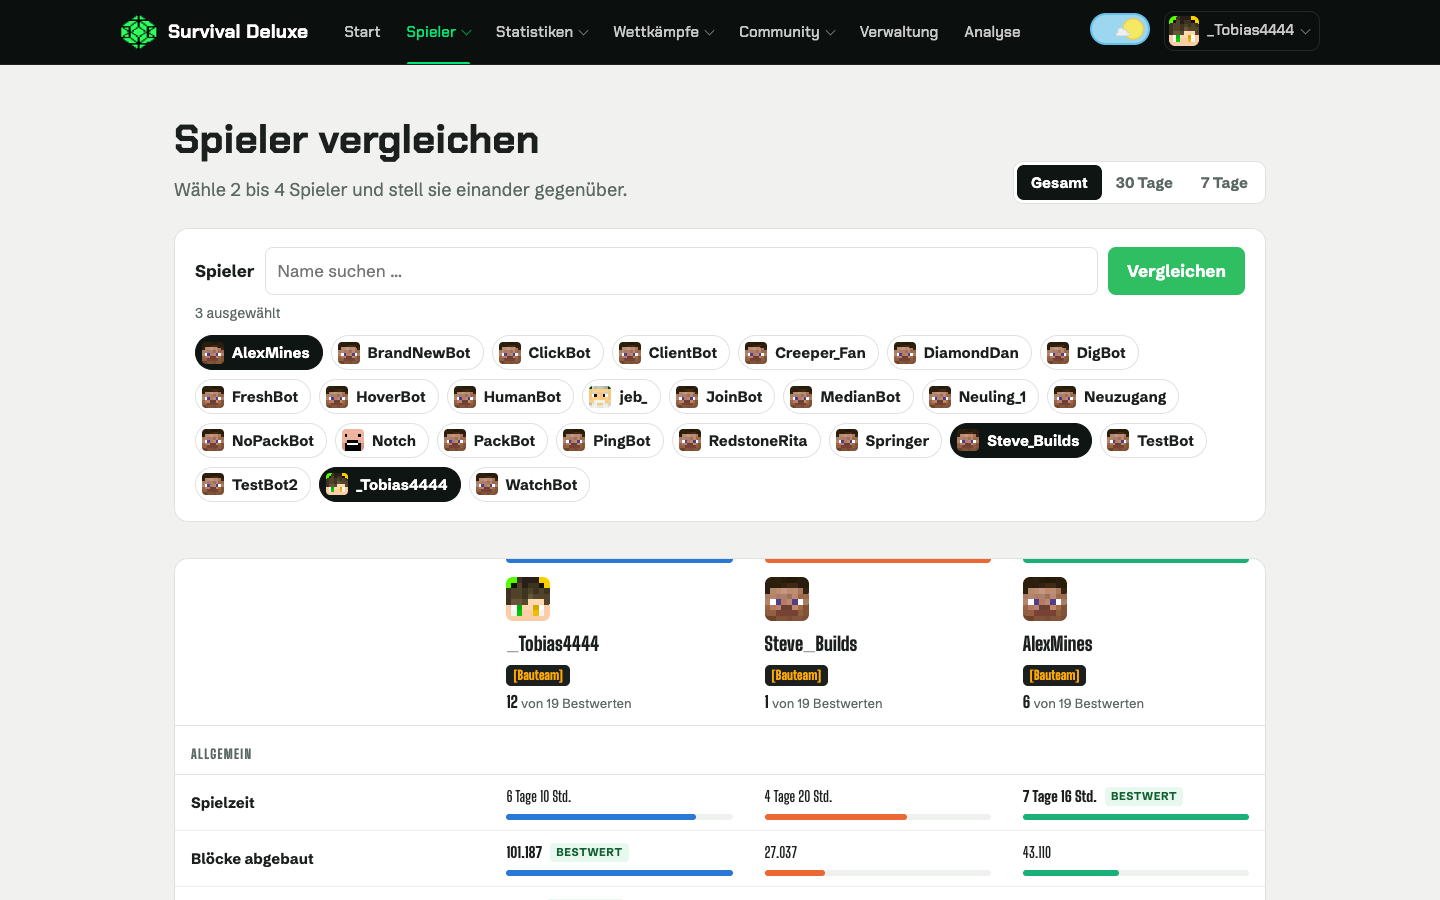 Survival Deluxe Start Spieler Statistiken Wettkämpfe Community Verwaltung Analyse _Tobias4444
Spieler vergleichen
Wähle 2 bis 4 Spieler und stell sie einander gegenüber.
Gesamt 30 Tage 7 Tage
Spieler Name suchen ... Vergleichen
3 ausgewählt
AlexMines BrandNewBot ClickBot ClientBot Creeper_Fan DiamondDan DigBot
FreshBot HoverBot HumanBot jeb_ JoinBot MedianBot Neuling_1 Neuzugang
NoPackBot Notch PackBot PingBot RedstoneRita Springer Steve_Builds TestBot
TestBot2 _Tobias4444 WatchBot
_Tobias4444 Steve_Builds AlexMines
[Bauteam] [Bauteam] [Bauteam]
12 von 19 Bestwerten 1 von 19 Bestwerten 6 von 19 Bestwerten
ALLGEMEIN
Spielzeit 6 Tage 10 Std. 4 Tage 20 Std. 7 Tage 16 Std. BESTWERT
Blöcke abgebaut 101.187 BESTWERT 27.037 43.110